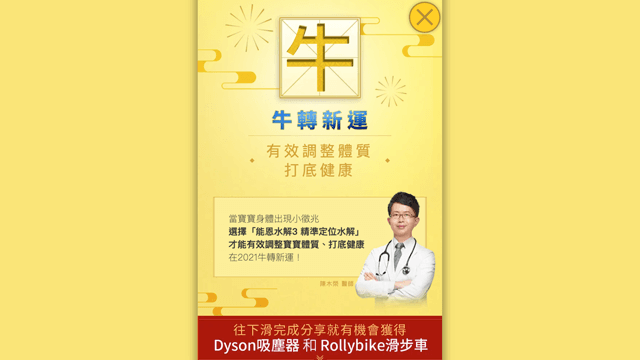 牛
牛轉新運
有效調整體質
打底健康
當寶寶身體出現小徵兆
選擇「能恩水解3 精準定位水解」
才能有效調整寶寶體質、打底健康
在2021牛轉新運！
陳木榮 醫師
往下滑完成分享就有機會獲得
Dyson吸塵器 和 Rollybike滑步車